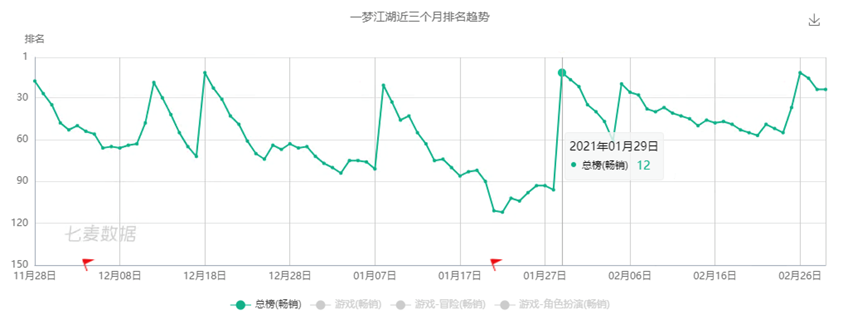 一梦江湖近三个月排名趋势
排名
1
30
60
90
120
150
2021年01月29日
总榜(畅销) 12
七麦数据
11月28日 12月08日 12月18日 12月28日 01月07日 01月17日 01月27日 02月06日 02月16日 02月26日
总榜(畅销) 游戏(畅销) 游戏-冒险(畅销) 游戏-角色扮演(畅销)